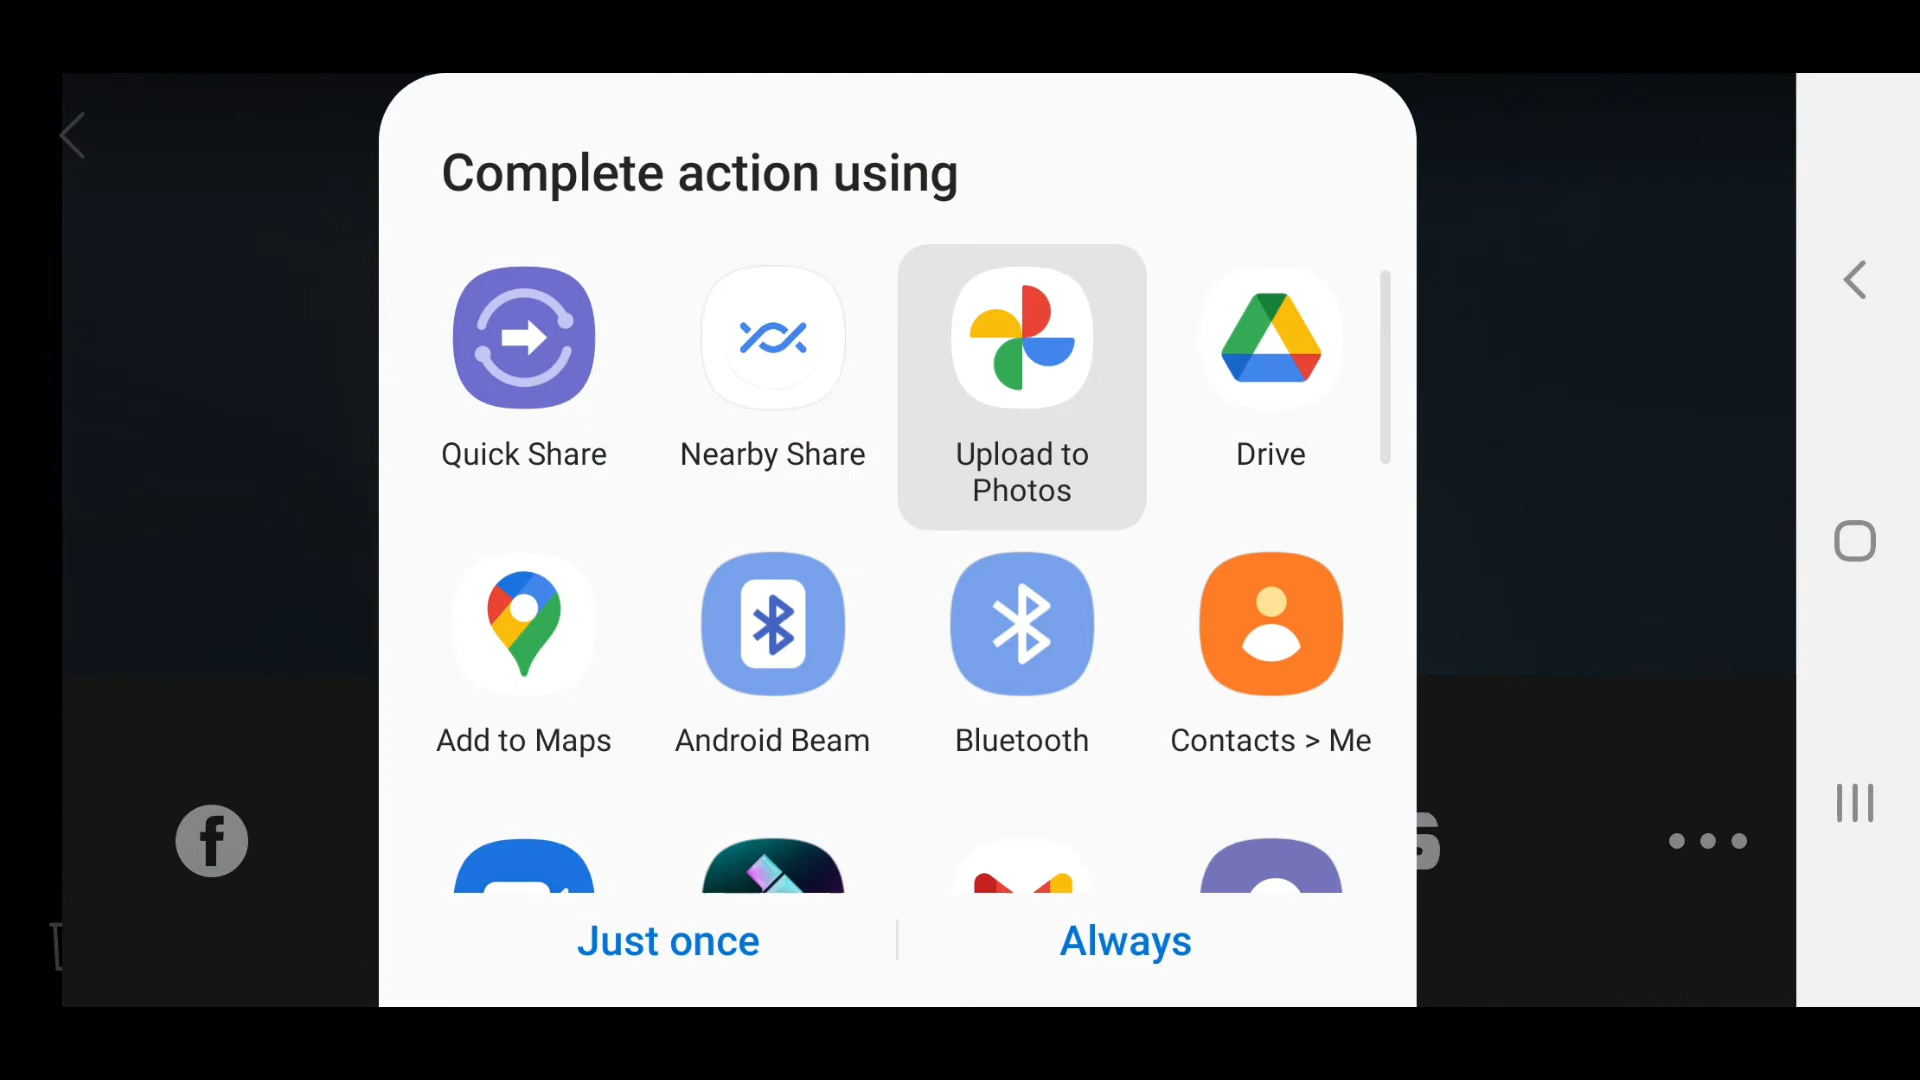 Complete action using
Quick Share
Nearby Share
Upload to
Photos
Drive
Add to Maps
Android Beam
Bluetooth
Contacts > Me
Just once
Always